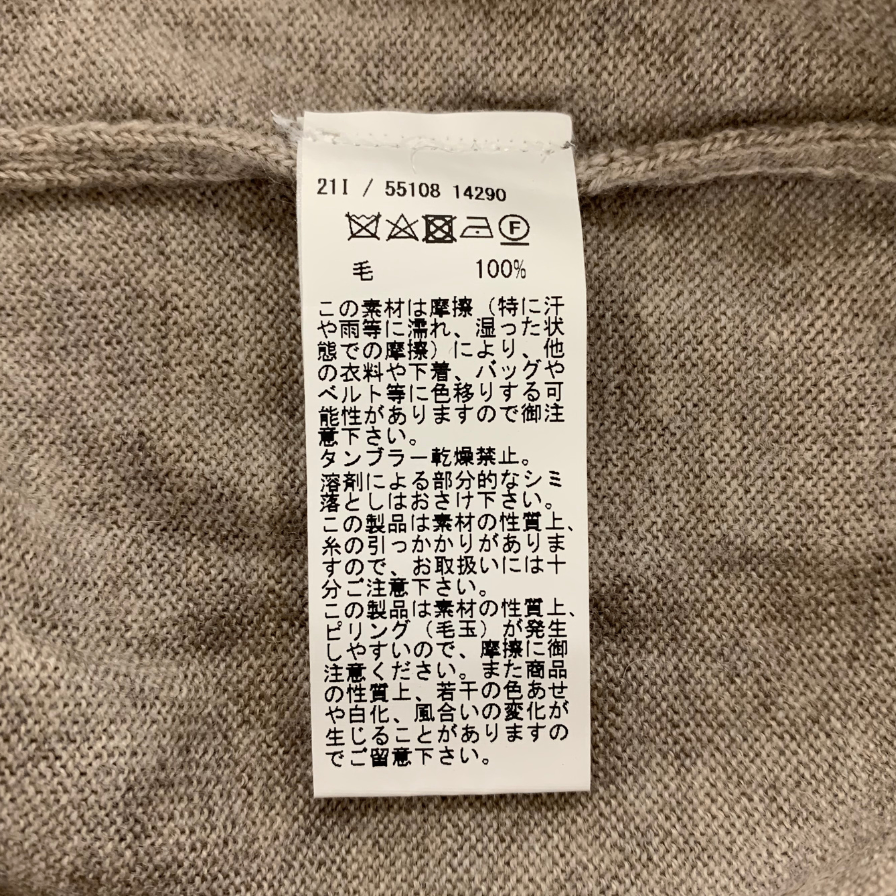 21I / 55108 14290
F
毛 100%
この素材は摩擦（特に汗
や雨等に濡れ、湿った状
態での摩擦）により、他
の衣料や下着、バッグや
ベルト等に色移りする可
能性がありますので御注
意下さい。
タンブラー乾燥禁止。
溶剤による部分的なシミ
落としはおさけ下さい。
この製品は素材の性質上、
糸の引っかかりがありま
すので、お取扱いには十
分ご注意下さい。
この製品は素材の性質上、
ピリング（毛玉）が発生
しやすいので、摩擦に御
注意ください。また商品
の性質上、若干の色あせ
や白化、風合いの変化が
生じることがありますの
でご留意下さい。